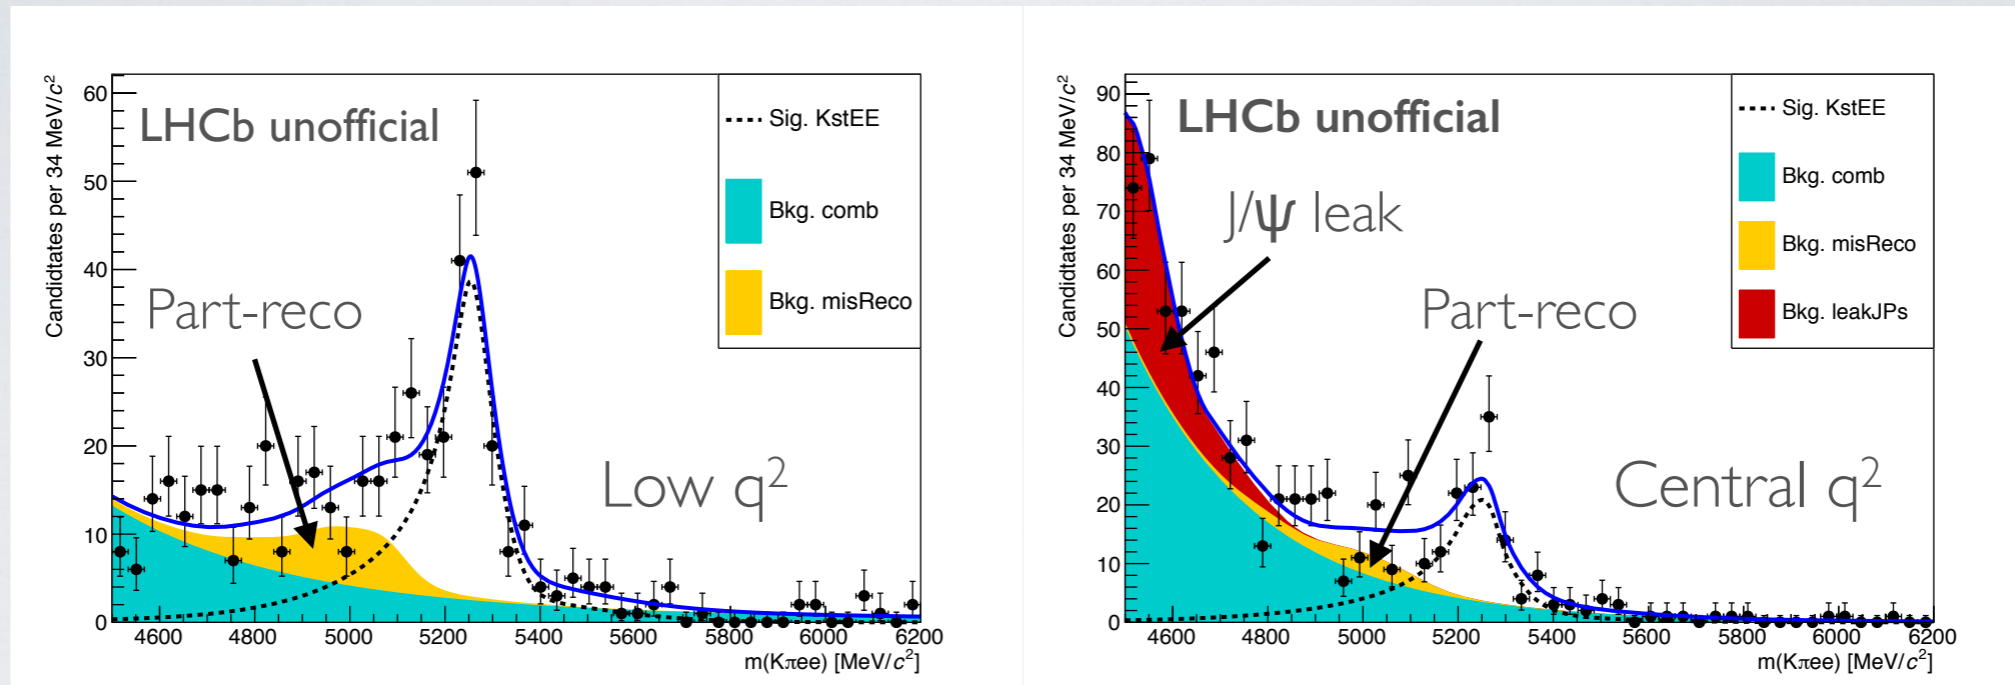 Candidtates per 34 MeV/c²
60
50
40
30
20
10
0
LHCb unofficial
Part-reco
Low q²
Sig. KstEE
Bkg. comb
Bkg. misReco
4600 4800 5000 5200 5400 5600 5800 6000 6200
m(Kπee) [MeV/c²]
Candidtates per 34 MeV/c²
90
80
70
60
50
40
30
20
10
0
LHCb unofficial
J/ψ leak
Part-reco
Central q²
Sig. KstEE
Bkg. comb
Bkg. misReco
Bkg. leakJPs
4600 4800 5000 5200 5400 5600 5800 6000 6200
m(Kπee) [MeV/c²]